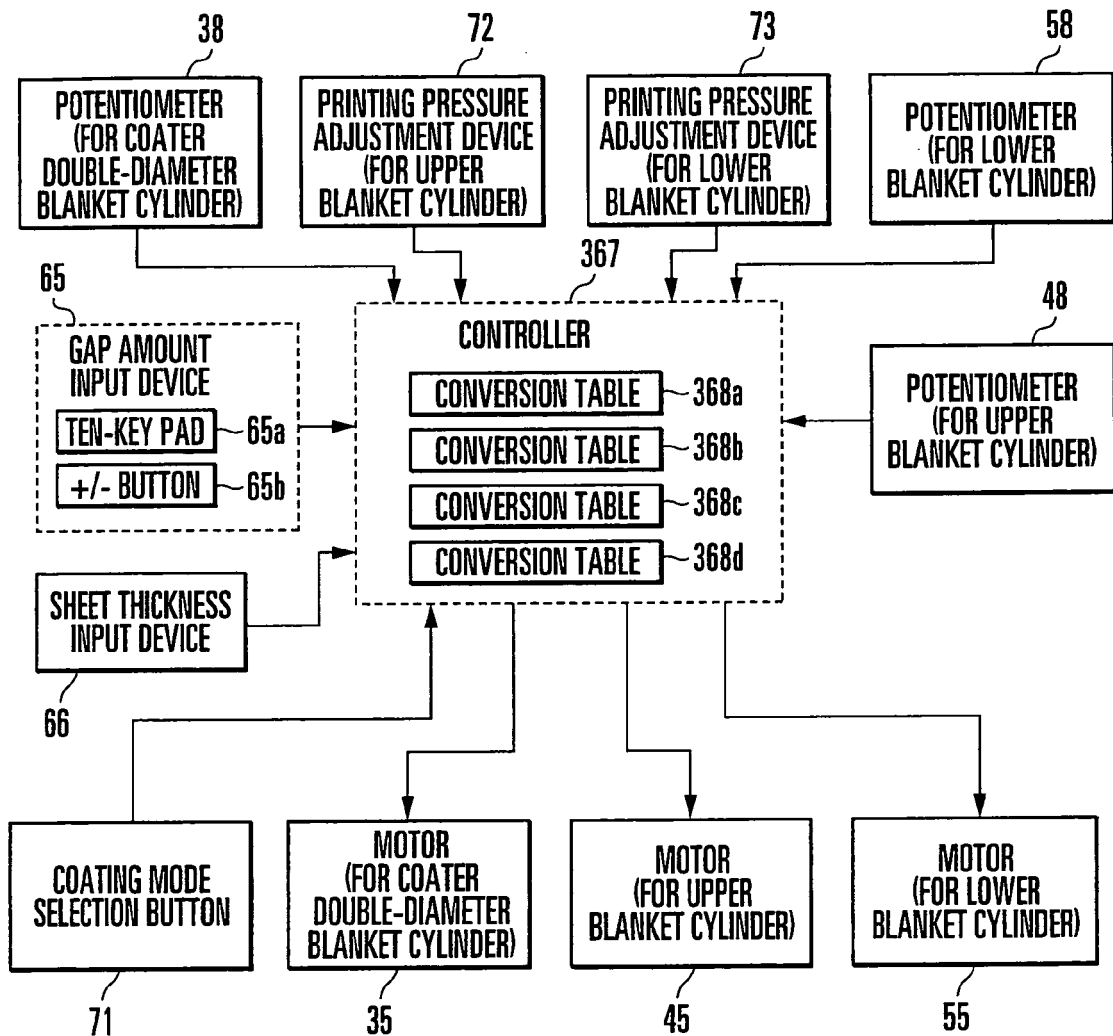 38
72
73
58
POTENTIOMETER
(FOR COATER
DOUBLE-DIAMETER
BLANKET CYLINDER)
PRINTING PRESSURE
ADJUSTMENT DEVICE
(FOR UPPER
BLANKET CYLINDER)
PRINTING PRESSURE
ADJUSTMENT DEVICE
(FOR LOWER
BLANKET CYLINDER)
POTENTIOMETER
(FOR LOWER
BLANKET CYLINDER)
65
GAP AMOUNT
INPUT DEVICE
TEN-KEY PAD
65a
+/- BUTTON
65b
367
CONTROLLER
CONVERSION TABLE
368a
CONVERSION TABLE
368b
CONVERSION TABLE
368c
CONVERSION TABLE
368d
48
POTENTIOMETER
(FOR UPPER
BLANKET CYLINDER)
SHEET THICKNESS
INPUT DEVICE
66
COATING MODE
SELECTION BUTTON
71
MOTOR
(FOR COATER
DOUBLE-DIAMETER
BLANKET CYLINDER)
35
MOTOR
(FOR UPPER
BLANKET CYLINDER)
45
MOTOR
(FOR LOWER
BLANKET CYLINDER)
55